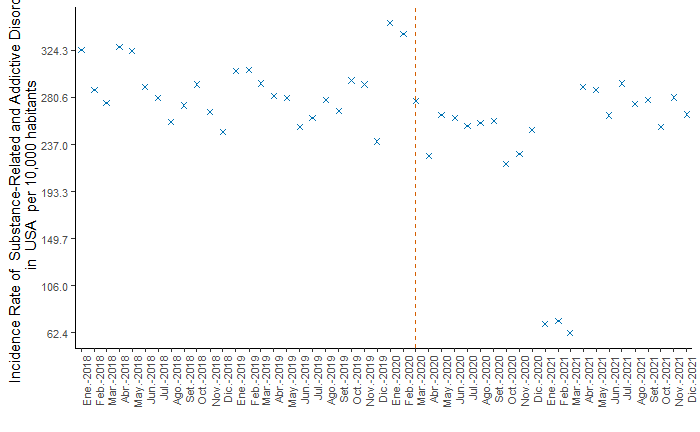 Incidence Rate of Substance-Related and Addictive Disord
in USA per 10,000 habitants
324.3
280.6
237.0
193.3
149.7
106.0
62.4
Ene.-2018
Feb.-2018
Mar.-2018
Abr.-2018
May.-2018
Jun.-2018
Jul.-2018
Ago.-2018
Set.-2018
Oct.-2018
Nov.-2018
Dic.-2018
Ene.-2019
Feb.-2019
Mar.-2019
Abr.-2019
May.-2019
Jun.-2019
Jul.-2019
Ago.-2019
Set.-2019
Oct.-2019
Nov.-2019
Dic.-2019
Ene.-2020
Feb.-2020
Mar.-2020
Abr.-2020
May.-2020
Jun.-2020
Jul.-2020
Ago.-2020
Set.-2020
Oct.-2020
Nov.-2020
Dic.-2020
Ene.-2021
Feb.-2021
Mar.-2021
Abr.-2021
May.-2021
Jun.-2021
Jul.-2021
Ago.-2021
Set.-2021
Oct.-2021
Nov.-2021
Dic.-2021